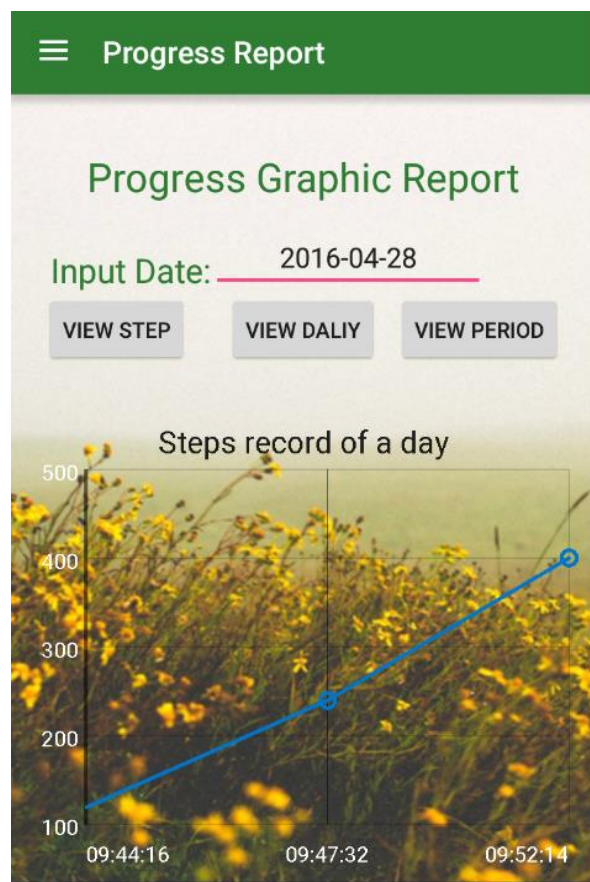 Progress Report
Progress Graphic Report
Input Date: 2016-04-28
VIEW STEP VIEW DALIY VIEW PERIOD
Steps record of a day
500
400
300
200
100
09:44:16 09:47:32 09:52:14